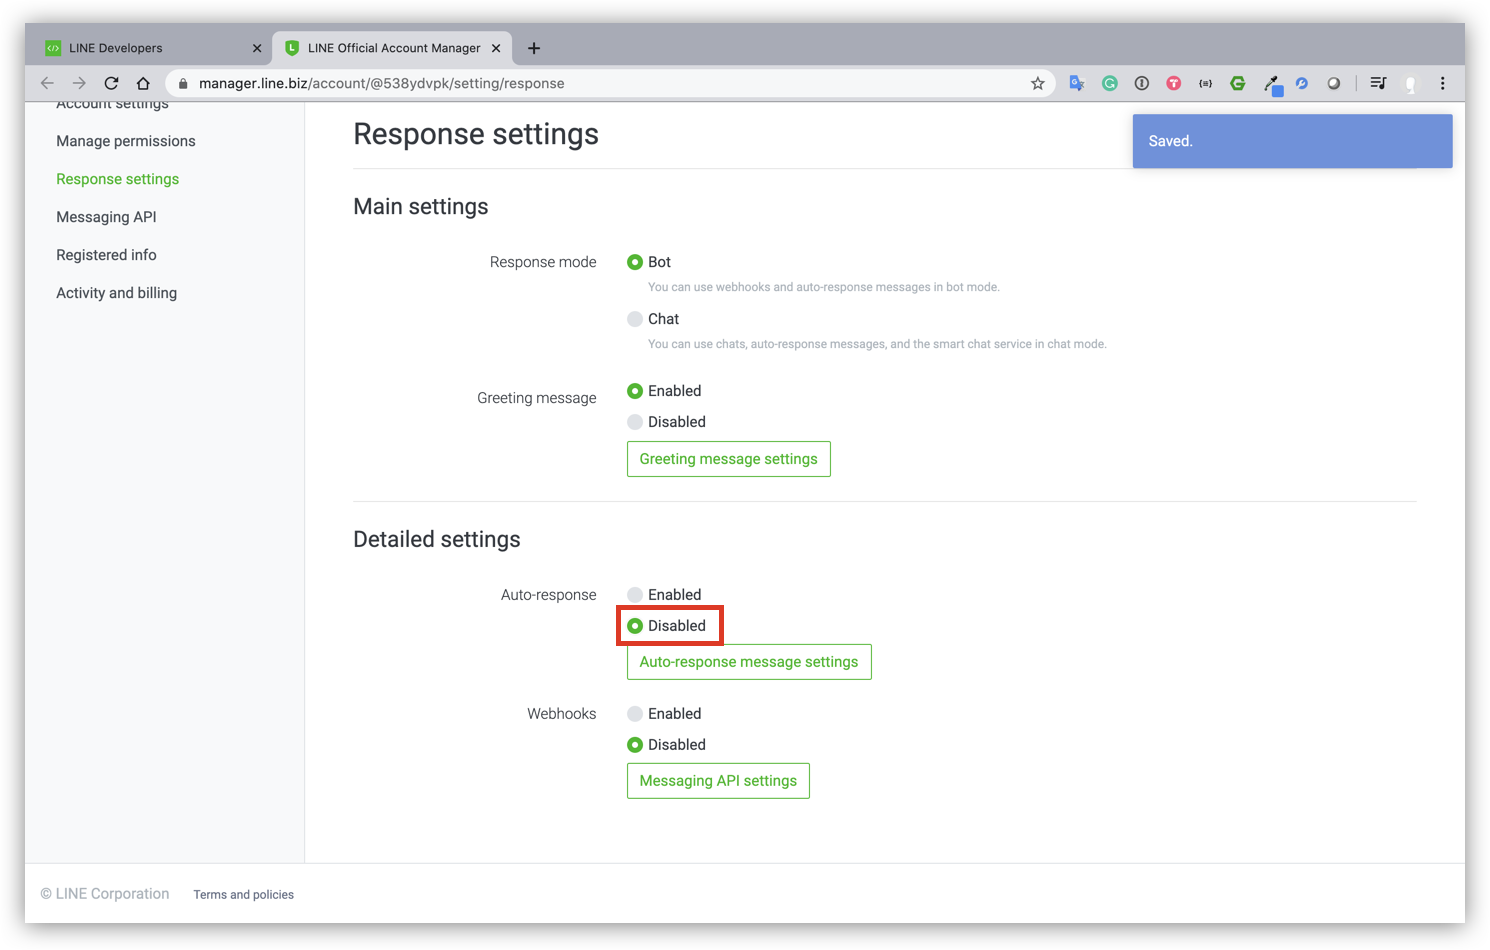 LINE Developers
LINE Official Account Manager
manager.line.biz/account/@538ydvpk/setting/response
Account settings
Manage permissions
Response settings
Messaging API
Registered info
Activity and billing
Response settings
Saved.
Main settings
Response mode
Bot
You can use webhooks and auto-response messages in bot mode.
Chat
You can use chats, auto-response messages, and the smart chat service in chat mode.
Greeting message
Enabled
Disabled
Greeting message settings
Detailed settings
Auto-response
Enabled
Disabled
Auto-response message settings
Webhooks
Enabled
Disabled
Messaging API settings
© LINE Corporation
Terms and policies